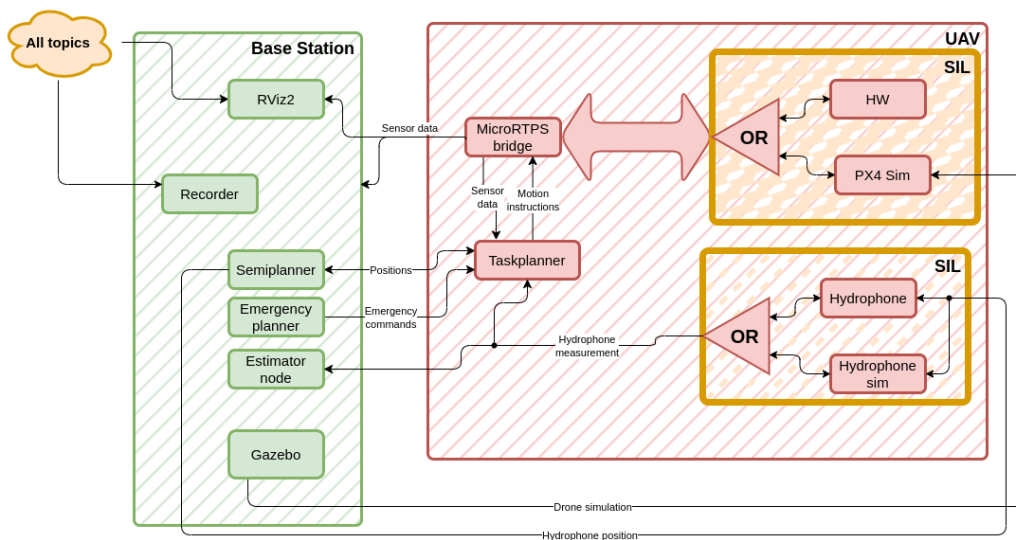 All topics
Base Station
UAV
SIL
RViz2
HW
Sensor data
MicroRTPS
bridge
OR
PX4 Sim
Recorder
Sensor
data
Motion
instructions
Semiplanner
Positions
Taskplanner
SIL
Emergency
planner
Emergency
commands
Hydrophone
Estimator
node
Hydrophone
measurement
OR
Hydrophone
sim
Gazebo
Drone simulation
Hydrophone position